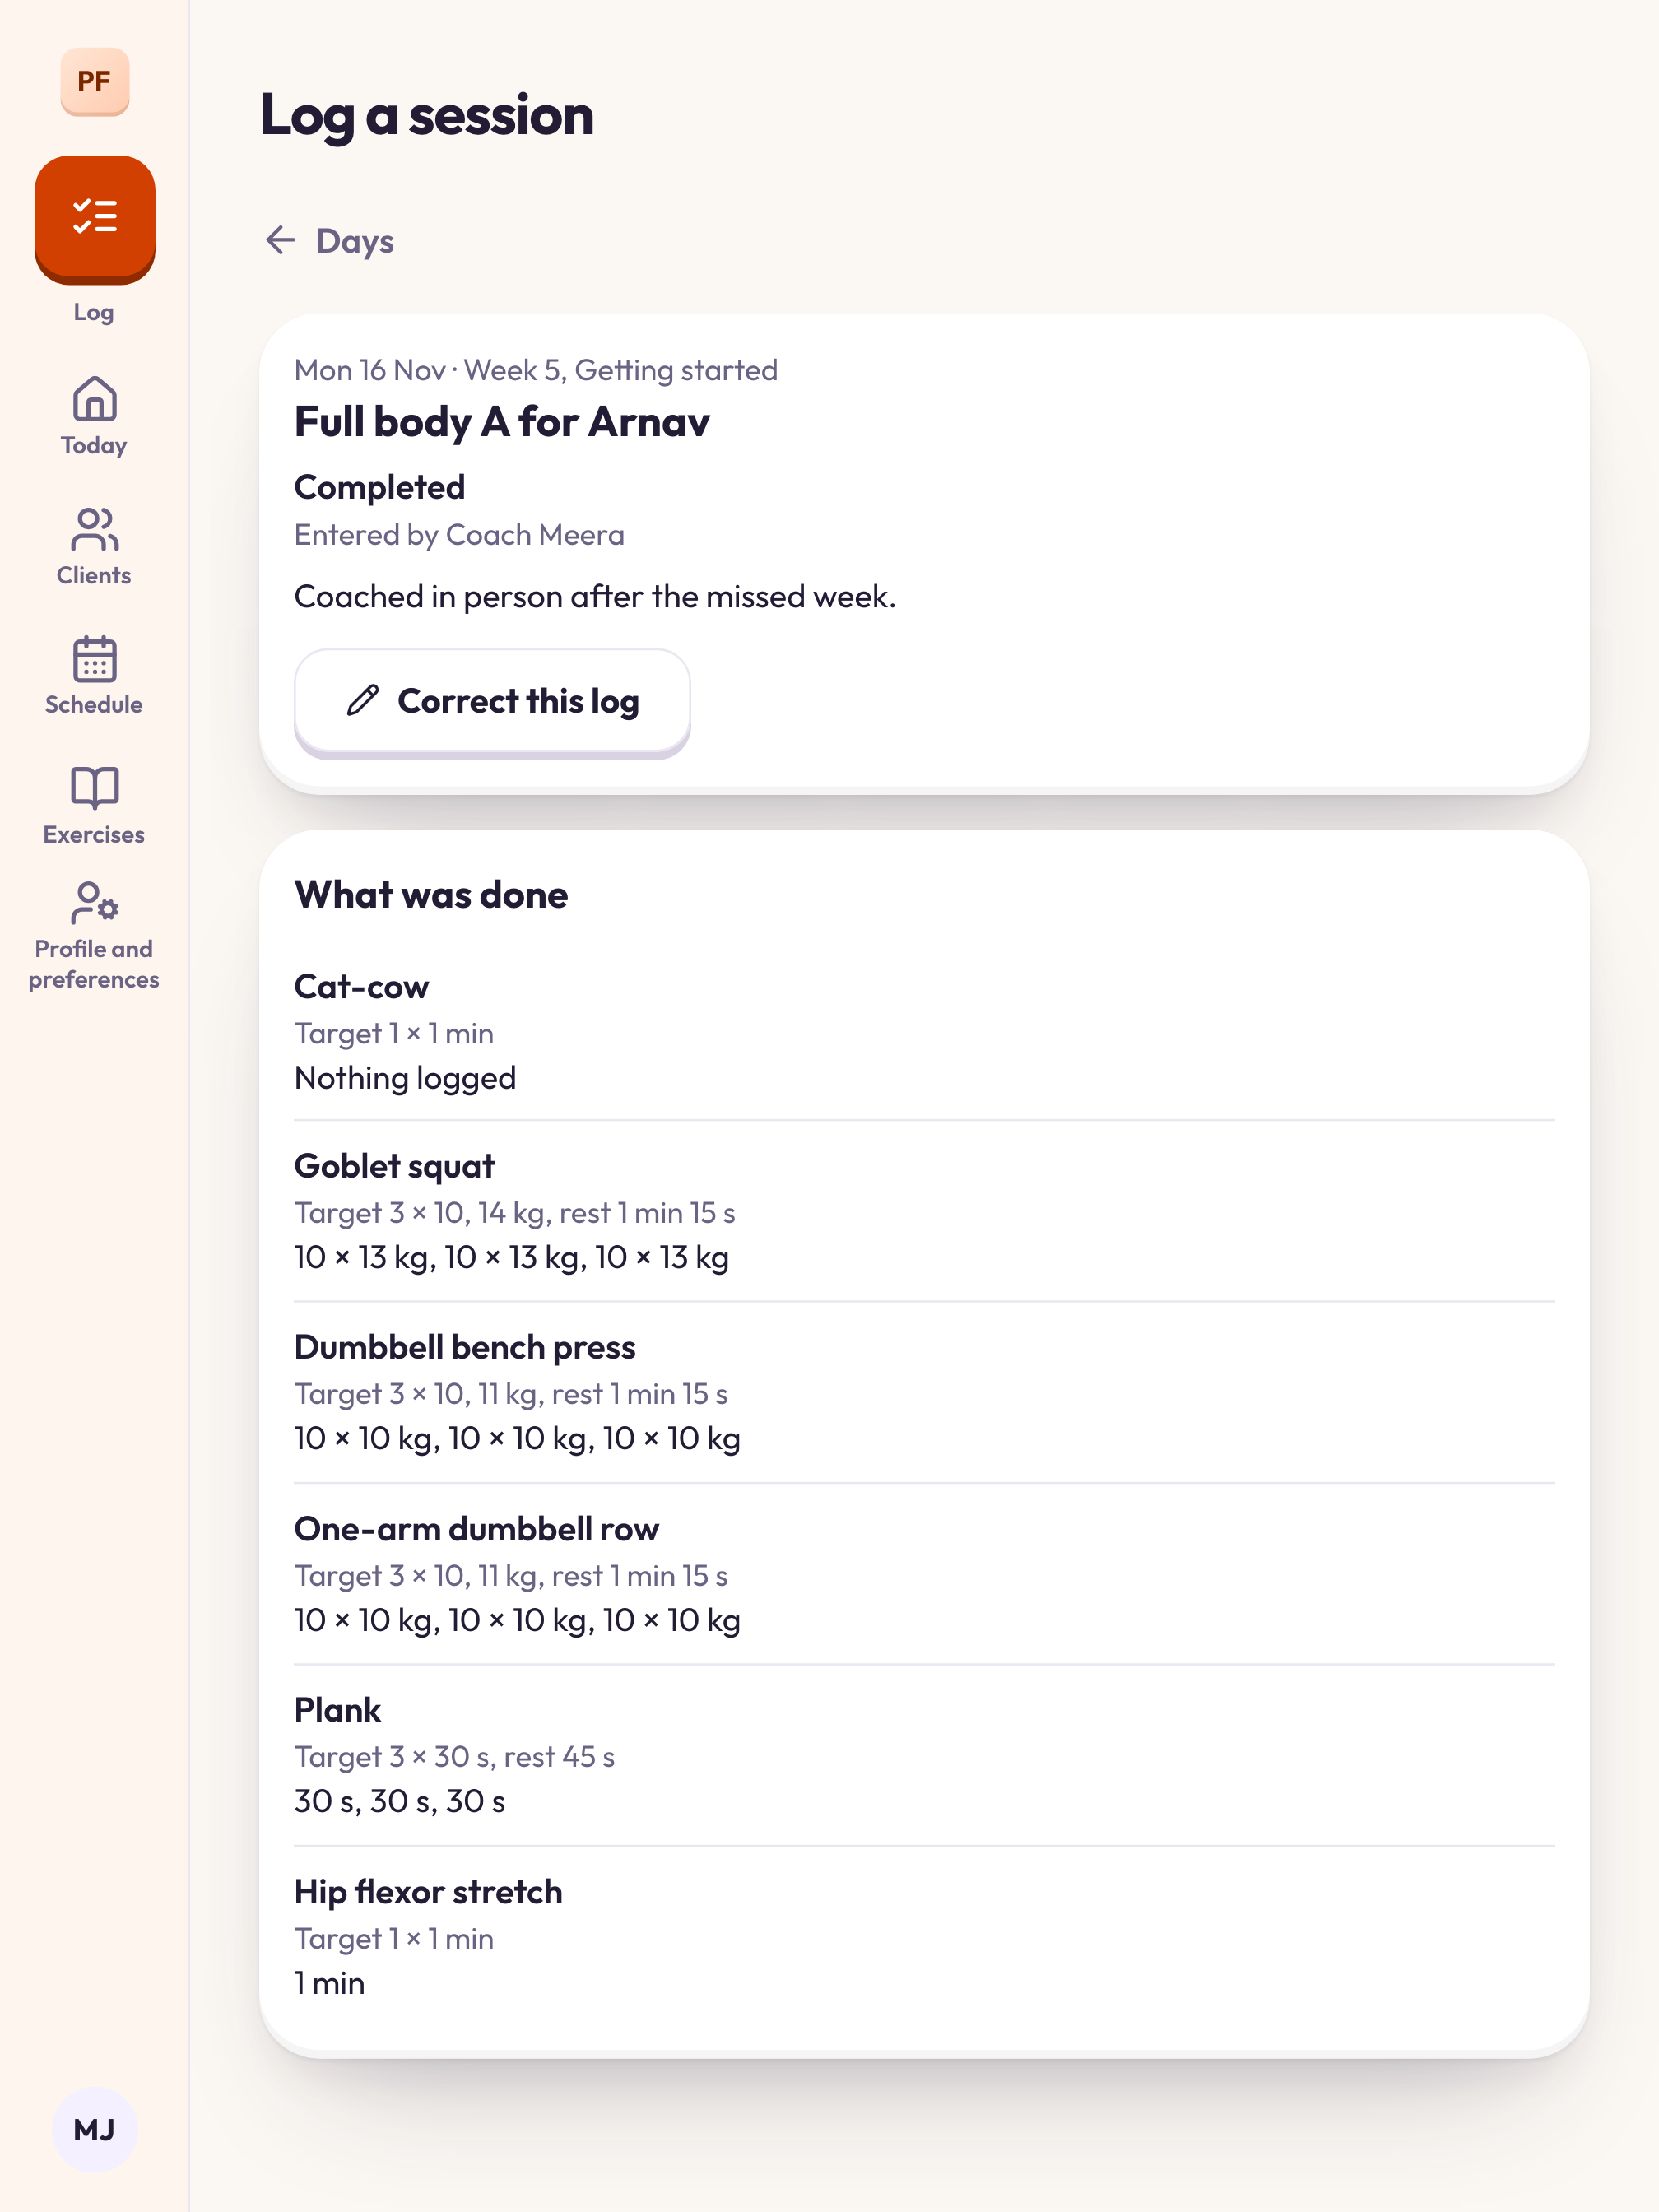 PF
Log
Today
Clients
Schedule
Exercises
Profile and
preferences
MJ
Log a session
Days
Mon 16 Nov · Week 5, Getting started
Full body A for Arnav
Completed
Entered by Coach Meera
Coached in person after the missed week.
Correct this log
What was done
Cat-cow
Target 1 × 1 min
Nothing logged
Goblet squat
Target 3 × 10, 14 kg, rest 1 min 15 s
10 × 13 kg, 10 × 13 kg, 10 × 13 kg
Dumbbell bench press
Target 3 × 10, 11 kg, rest 1 min 15 s
10 × 10 kg, 10 × 10 kg, 10 × 10 kg
One-arm dumbbell row
Target 3 × 10, 11 kg, rest 1 min 15 s
10 × 10 kg, 10 × 10 kg, 10 × 10 kg
Plank
Target 3 × 30 s, rest 45 s
30 s, 30 s, 30 s
Hip flexor stretch
Target 1 × 1 min
1 min